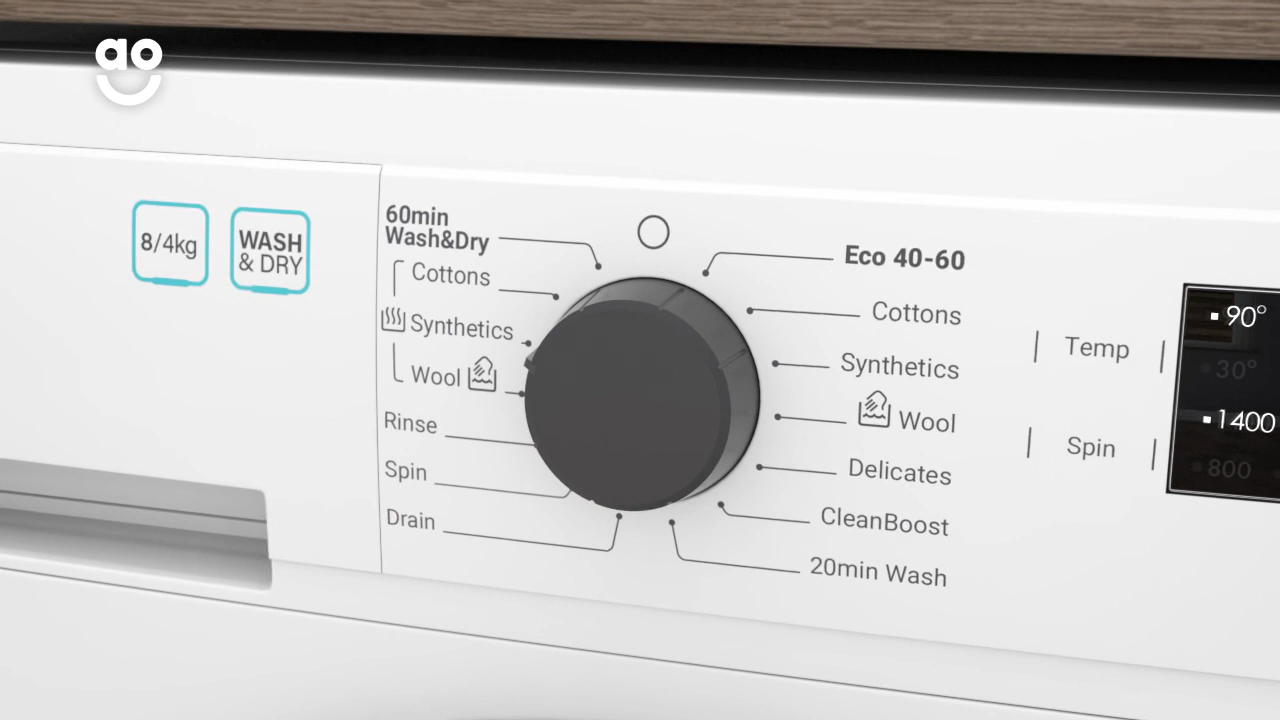 ao
8/4kg
WASH
& DRY
60min
Wash&Dry
Cottons
Synthetics
Wool
Rinse
Spin
Drain
Eco 40-60
Cottons
Synthetics
Wool
Delicates
CleanBoost
20min Wash
Temp
Spin
90°
30°
1400
800